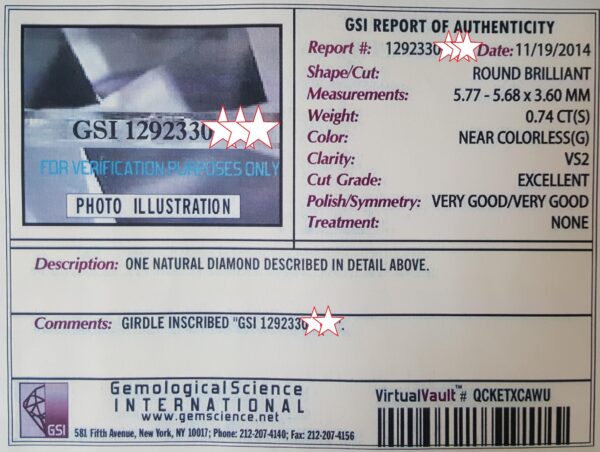 GSI 1292330
FOR VERIFICATION PURPOSES ONLY
PHOTO ILLUSTRATION
GSI REPORT OF AUTHENTICITY
Report #: 1292330 Date: 11/19/2014
Shape/Cut: ROUND BRILLIANT
Measurements: 5.77 - 5.68 x 3.60 MM
Weight: 0.74 CT(S)
Color: NEAR COLORLESS(G)
Clarity: VS2
Cut Grade: EXCELLENT
Polish/Symmetry: VERY GOOD/VERY GOOD
Treatment: NONE
Description: ONE NATURAL DIAMOND DESCRIBED IN DETAIL ABOVE.
Comments: GIRDLE INSCRIBED "GSI 1292330 ".
GSI
Gemological Science
INTERNATIONAL
www.gemscience.net
581 Fifth Avenue, New York, NY 10017; Phone: 212-207-4140; Fax: 212-207-4156
VirtualVault™# QCKETXCAWU